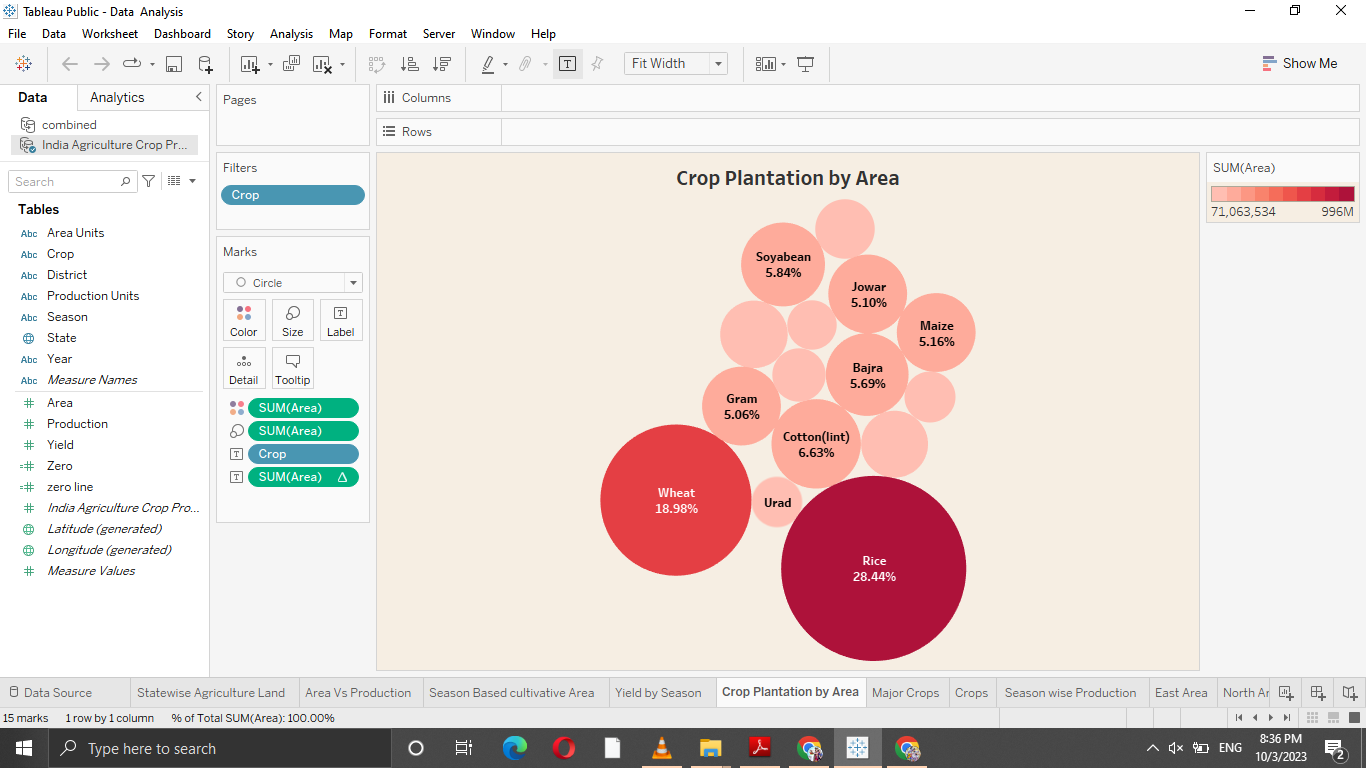 Tableau Public - Data  Analysis
File Data Worksheet Dashboard Story Analysis Map Format Server Window Help
Fit Width
Show Me
Data Analytics
combined
India Agriculture Crop Pr...
Search
Tables
Abc Area Units
Abc Crop
Abc District
Abc Production Units
Abc Season
State
Abc Year
Abc Measure Names
Area
Production
Yield
Zero
zero line
India Agriculture Crop Pro...
Latitude (generated)
Longitude (generated)
Measure Values
Pages
Filters
Crop
Marks
Circle
Color Size Label
Detail Tooltip
SUM(Area)
SUM(Area)
Crop
SUM(Area) Δ
Columns
Rows
Crop Plantation by Area
Soyabean
5.84%
Jowar
5.10%
Maize
5.16%
Bajra
5.69%
Gram
5.06%
Cotton(lint)
6.63%
Wheat
18.98%
Urad
Rice
28.44%
SUM(Area)
71,063,534 996M
Data Source Statewise Agriculture Land Area Vs Production Season Based cultivative Area Yield by Season Crop Plantation by Area Major Crops Crops Season wise Production East Area North Ar
15 marks 1 row by 1 column % of Total SUM(Area): 100.00%
Type here to search
ENG
8:36 PM
10/3/2023
2